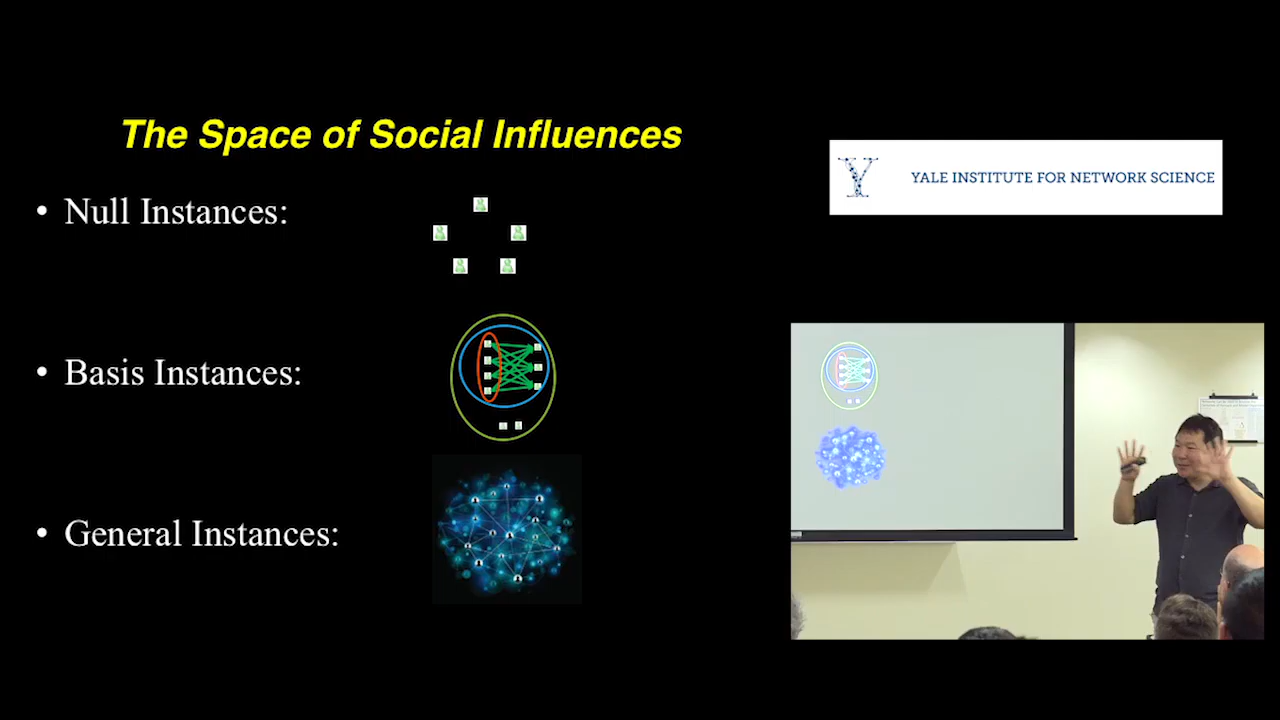 The Space of Social Influences
• Null Instances:
• Basis Instances:
• General Instances:
YALE INSTITUTE FOR NETWORK SCIENCE